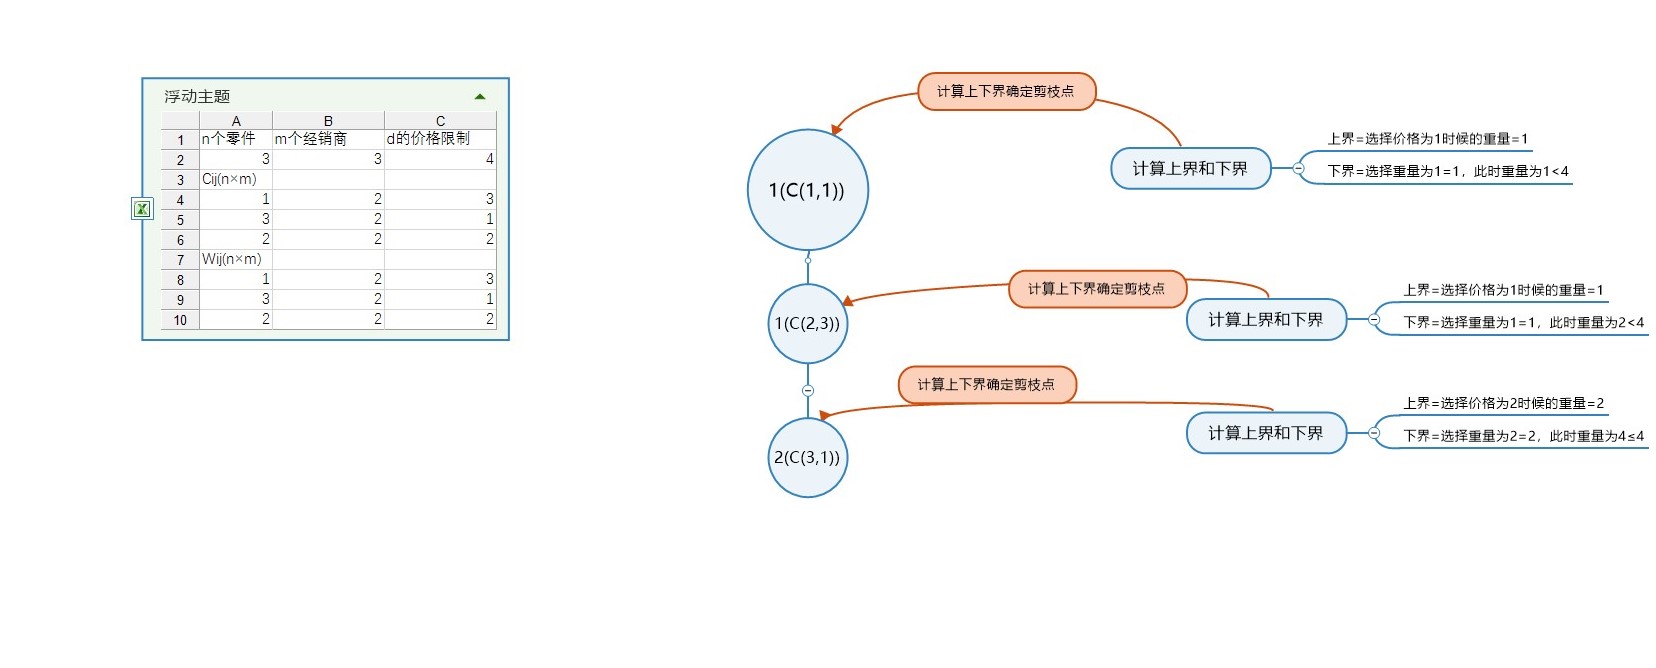 浮动主题
A B C
1 n个零件 m个经销商 d的价格限制
2 3 3 4
3 Cij(n×m)
4 1 2 3
5 3 2 1
6 2 2 2
7 Wij(n×m)
8 1 2 3
9 3 2 1
10 2 2 2
计算上下界确定剪枝点
1(C(1,1))
计算上界和下界
上界=选择价格为1时候的重量=1
下界=选择重量为1=1，此时重量为1<4
计算上下界确定剪枝点
1(C(2,3))
计算上界和下界
上界=选择价格为1时候的重量=1
下界=选择重量为1=1，此时重量为2<4
计算上下界确定剪枝点
2(C(3,1))
计算上界和下界
上界=选择价格为2时候的重量=2
下界=选择重量为2=2，此时重量为4≤4